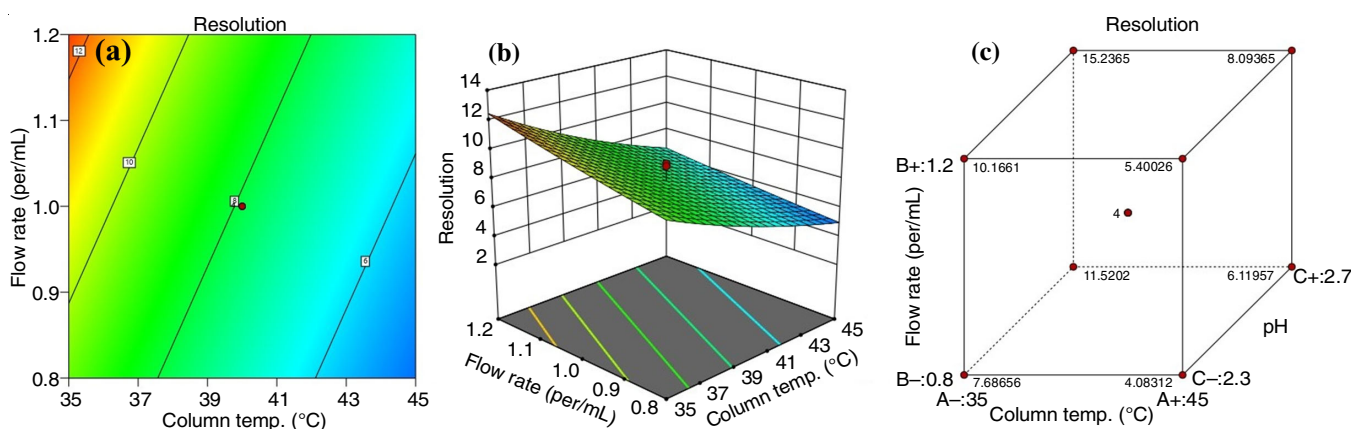 Resolution
(a)
1.2
1.1
1.0
0.9
0.8
Flow rate (per/mL)
12
10
8
6
4
35 37 39 41 43 45
Column temp. (°C)
(b)
14
12
10
8
6
4
2
Resolution
1.2
1.1
1.0
0.9
0.8
Flow rate (per/mL)
35
37
39
41
43
45
Column temp. (°C)
Resolution
(c)
15.2365 8.09365
B+:1.2 10.1661 5.40026
4
11.5202 6.11957
C+:2.7
Flow rate (per/mL)
pH
B–:0.8 7.68656 4.08312 C–:2.3
A–:35 Column temp. (°C) A+:45